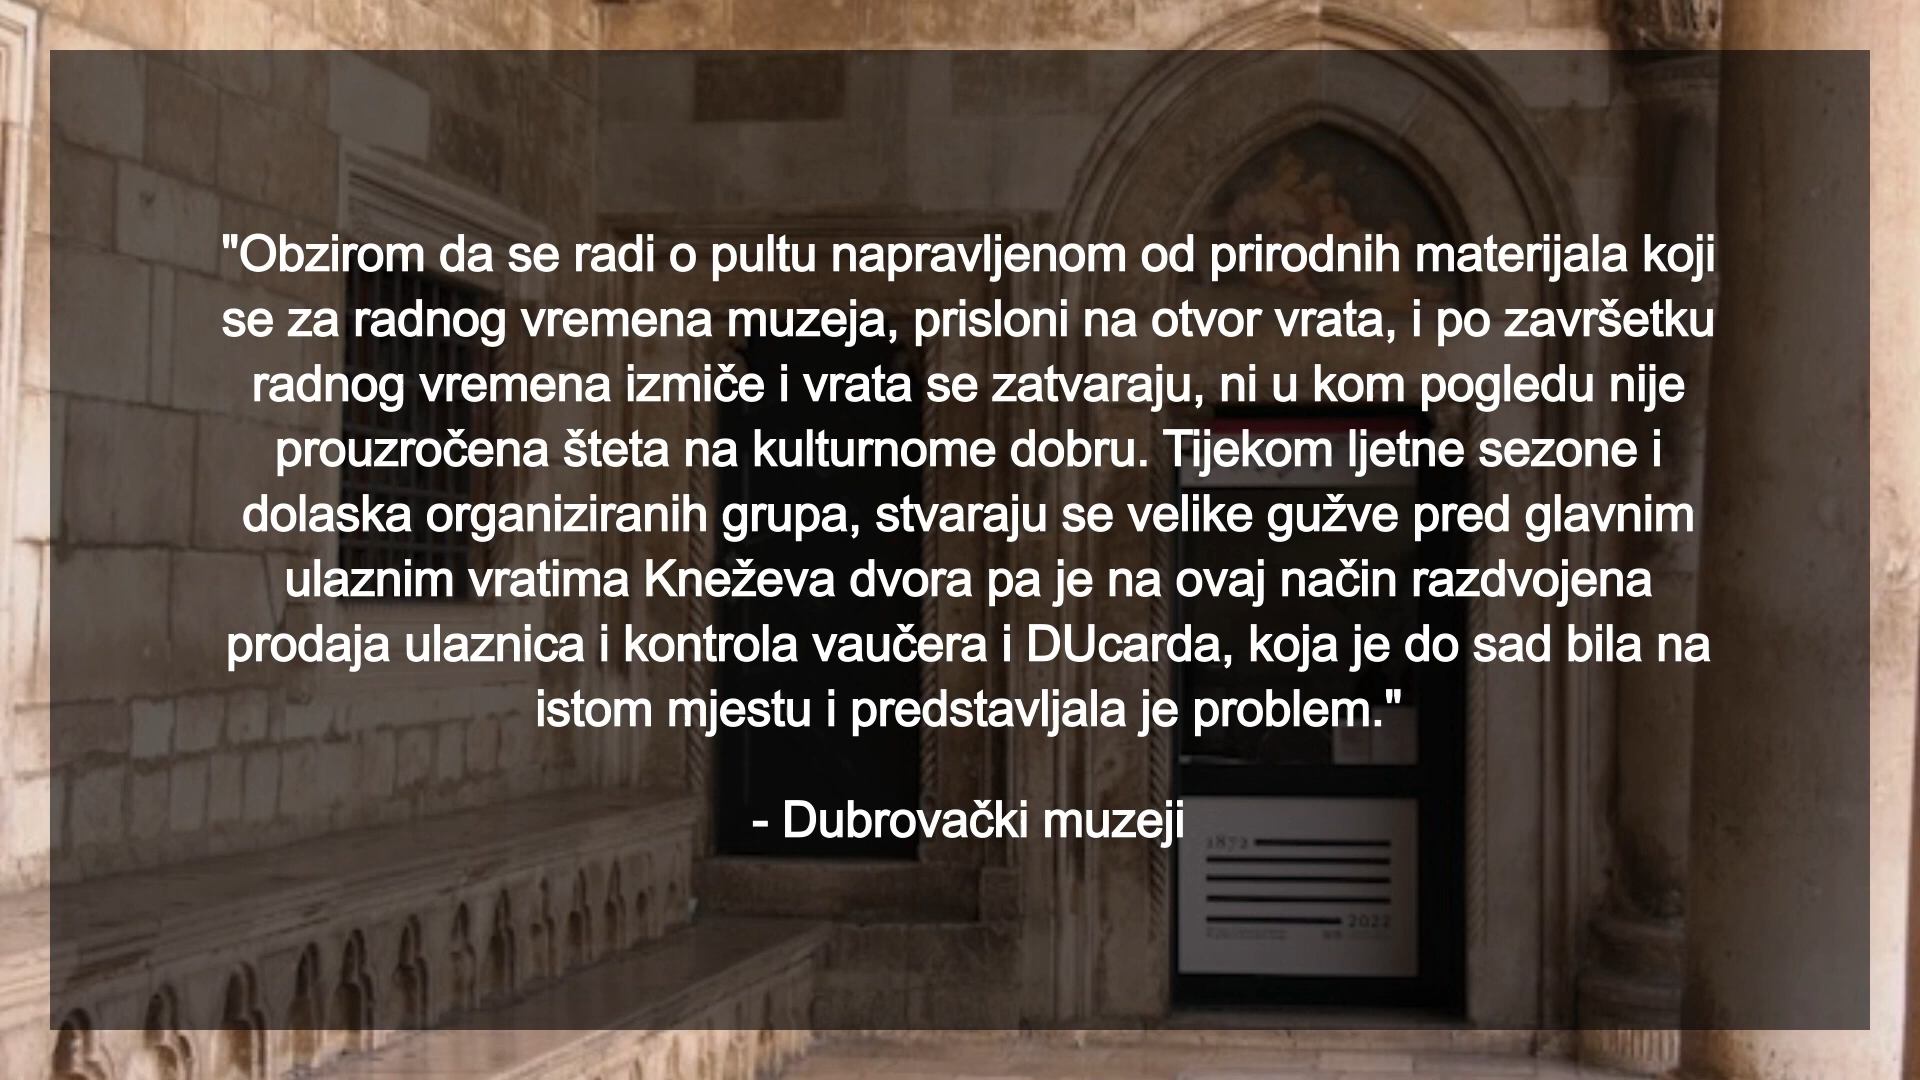 "Obzirom da se radi o pultu napravljenom od prirodnih materijala koji
se za radnog vremena muzeja, prisloni na otvor vrata, i po završetku
radnog vremena izmiče i vrata se zatvaraju, ni u kom pogledu nije
prouzročena šteta na kulturnome dobru. Tijekom ljetne sezone i
dolaska organiziranih grupa, stvaraju se velike gužve pred glavnim
ulaznim vratima Kneževa dvora pa je na ovaj način razdvojena
prodaja ulaznica i kontrola vaučera i DUcarda, koja je do sad bila na
istom mjestu i predstavljala je problem."
- Dubrovački muzeji
1872
2022